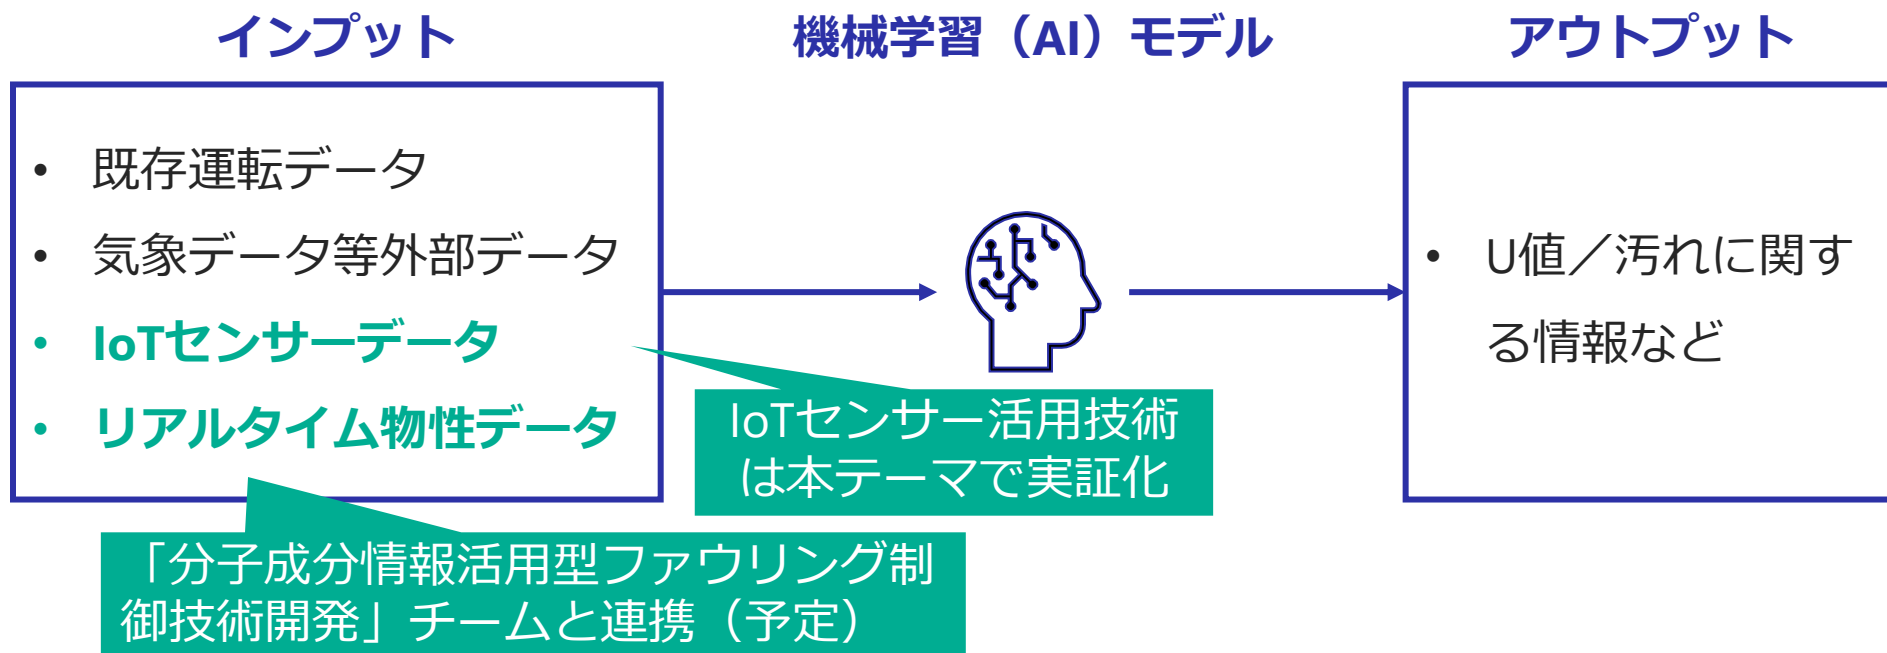 インプット
機械学習（AI）モデル
アウトプット
• 既存運転データ
• 気象データ等外部データ
• IoTセンサーデータ
• リアルタイム物性データ
• U値／汚れに関す
る情報など
IoTセンサー活用技術
は本テーマで実証化
「分子成分情報活用型ファウリング制
御技術開発」チームと連携（予定）